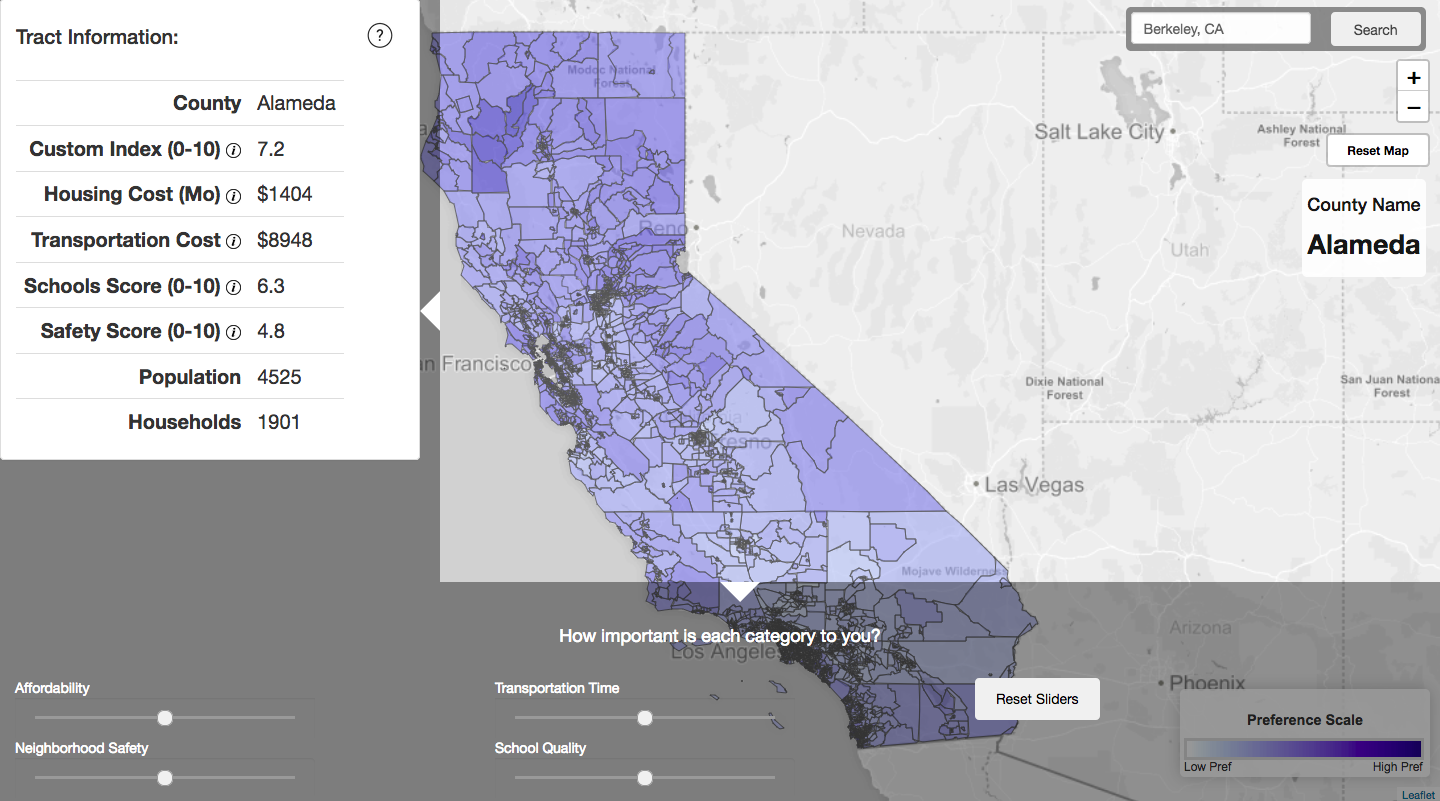 Tract Information:
?
County Alameda
Custom Index (0-10) i 7.2
Housing Cost (Mo) i $1404
Transportation Cost i $8948
Schools Score (0-10) i 6.3
Safety Score (0-10) i 4.8
Population 4525
Households 1901
Berkeley, CA
Search
+
−
Reset Map
County Name
Alameda
Modoc National
Forest
Salt Lake City
Ashley National
Forest
Reno
Nevada
Utah
an Francisco
Dixie National
Forest
San Juan Nationa
Forest
Fresno
Las Vegas
Mojave Wilderness
How important is each category to you?
Los Angeles
Arizona
Phoenix
Affordability
Transportation Time
Neighborhood Safety
School Quality
Reset Sliders
Preference Scale
Low Pref High Pref
Leaflet